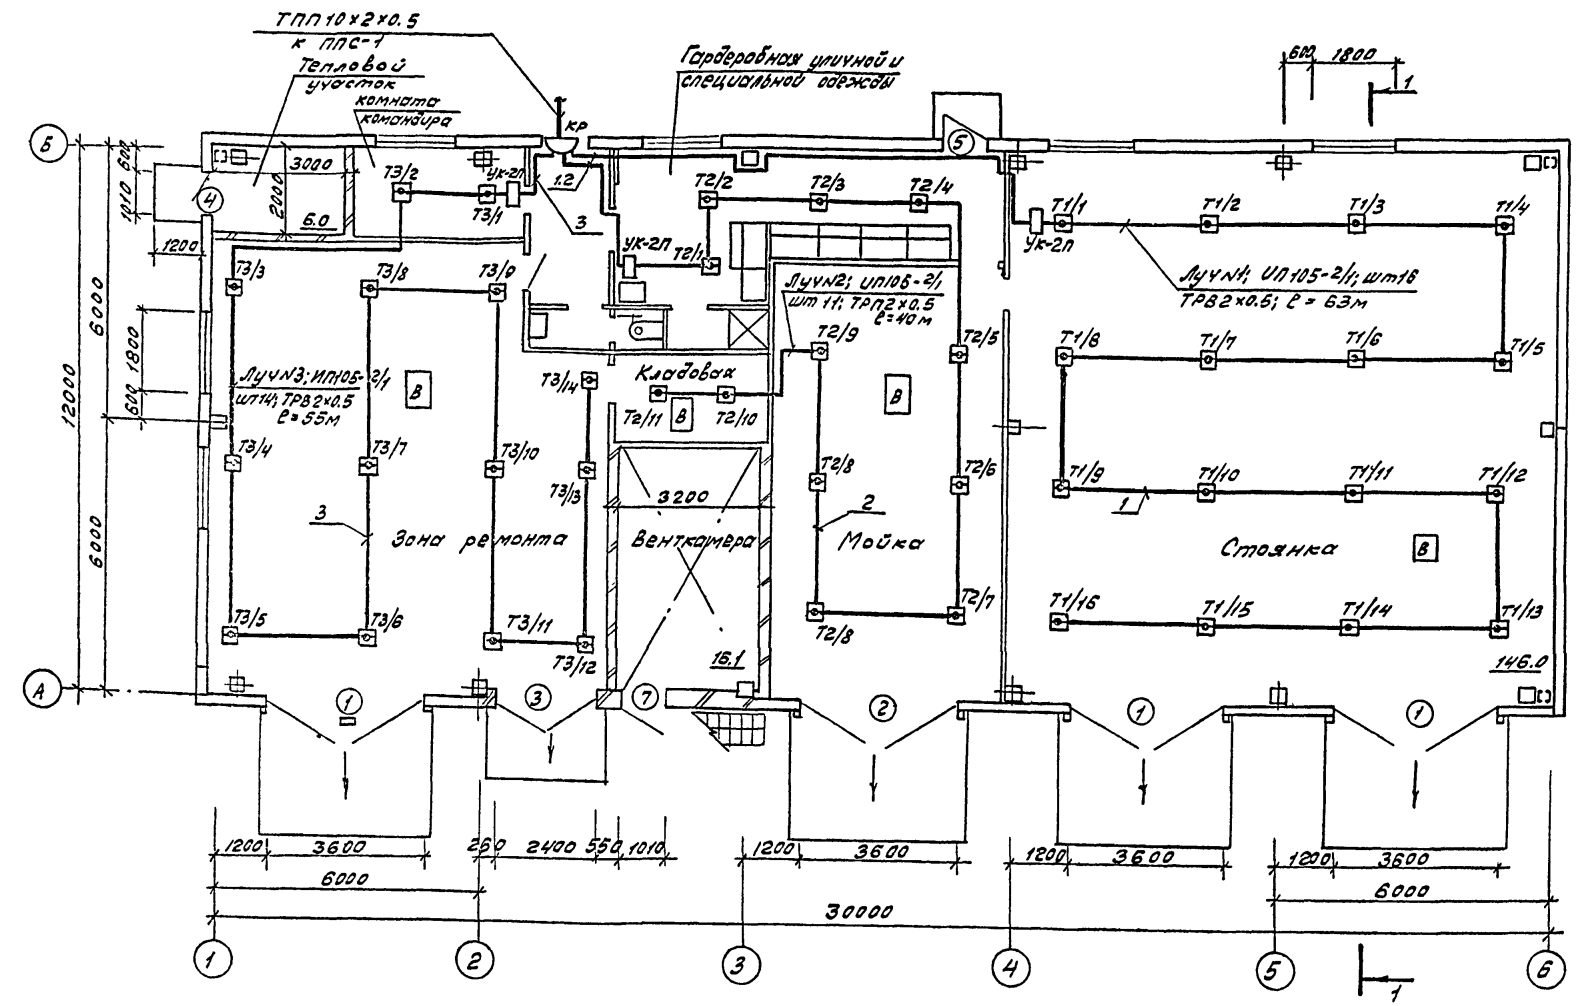 ТПП 10×2×0.5
к ППС-1
Тепловой
участок
комната
командира
Гардеробная уличной и
специальной одежды
600
1800
1
КР
Б
5
600
3000
Т3/2
УК-2П
1.2
Т2/2
Т2/3
Т2/4
1010
4
2000
6.0
Т3/1
3
Т1/1
Т1/2
Т1/3
Т1/4
1200
УК-2П
Т2/1
УК-2П
Т3/3
Т3/8
Т3/9
Луч №2; ИП105-2/1
шт 11; ТРП2×0.5
ℓ=40м
Луч №1; ИП105-2/1; шт16
ТРВ2×0.5; ℓ = 63м
6000
1800
Т2/9
Т2/5
Т1/8
Т1/7
Т1/6
Т1/5
12000
600
Луч №3; ИП105-2/1
шт14; ТРВ2×0.5
ℓ=55м
В
Т3/14
Кладовая
Т2/11
В
Т2/10
В
Т3/4
Т3/7
Т3/10
Т3/13
Т2/8
Т2/6
Т1/9
Т1/10
Т1/11
Т1/12
3200
6000
3
Зона ремонта
Венткамера
2
Мойка
1
Стоянка
В
Т3/5
Т3/6
Т3/11
Т3/12
Т2/8
Т2/7
Т1/16
Т1/15
Т1/14
Т1/13
16.1
146.0
А
1
3
7
2
1
1
1200
3600
260
2400
550
1010
1200
3600
1200
3600
1200
3600
6000
6000
30000
1
2
3
4
5
6
1